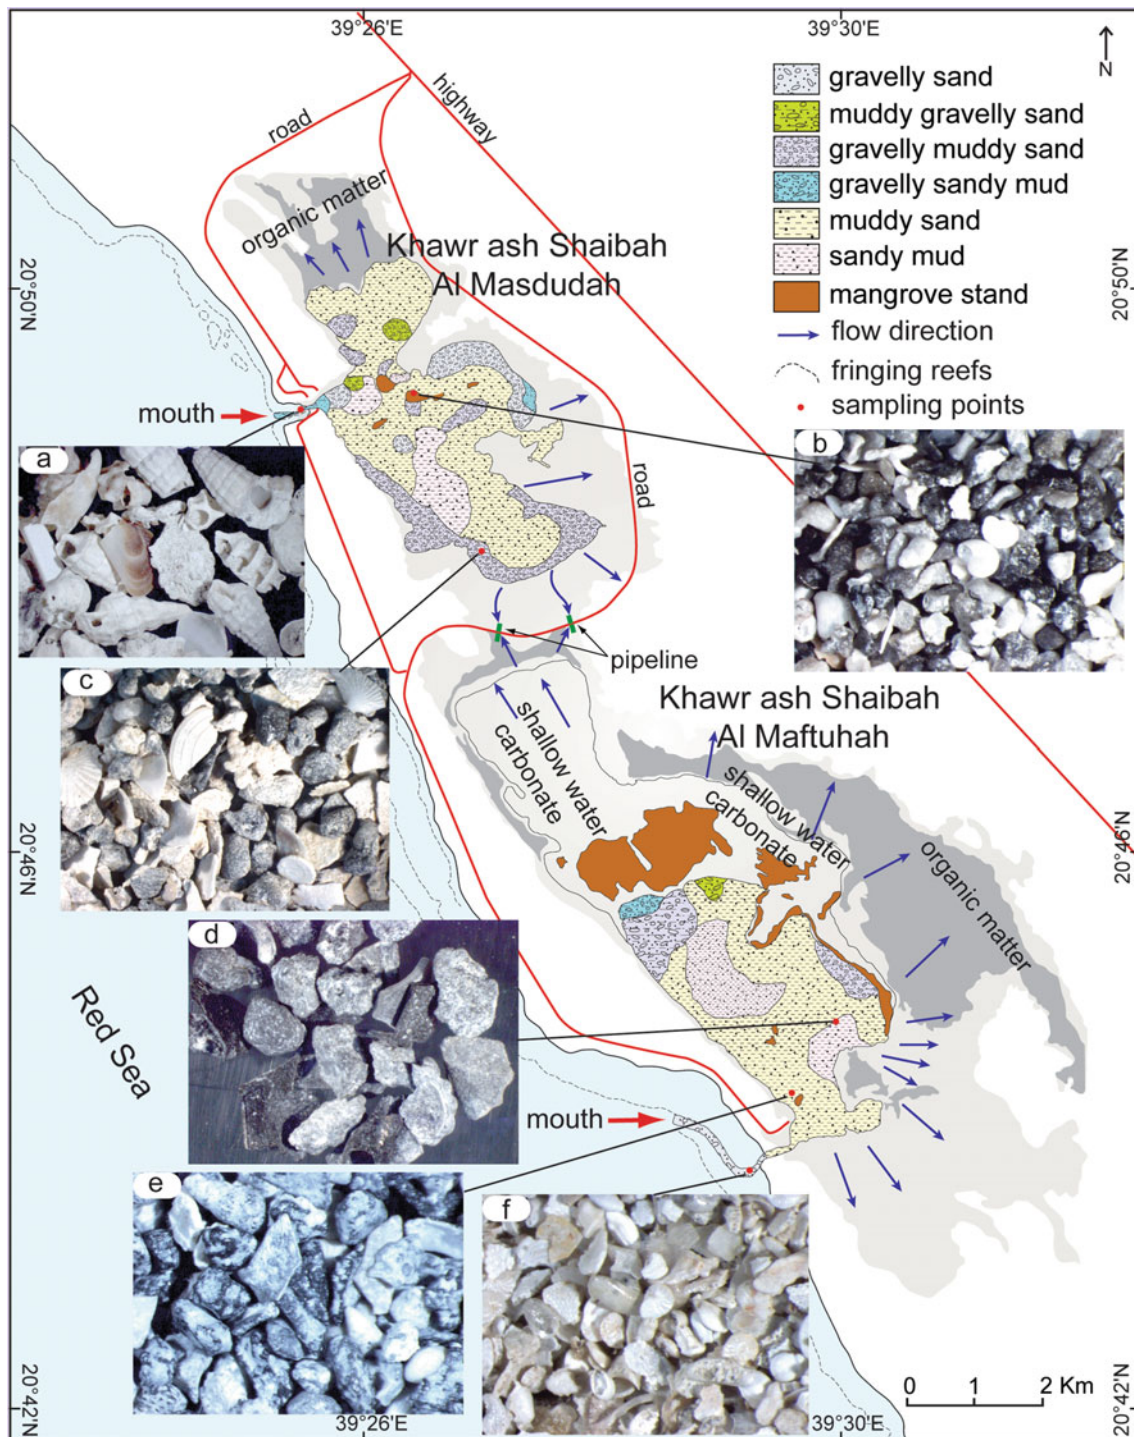 39°26'E
39°30'E
N
gravelly sand
muddy gravelly sand
gravelly muddy sand
gravelly sandy mud
muddy sand
sandy mud
mangrove stand
flow direction
fringing reefs
sampling points
highway
road
organic matter
Khawr ash Shaibah
Al Masdudah
20°50'N
20°50'N
mouth
road
a
b
c
pipeline
Khawr ash Shaibah
Al Maftuhah
shallow water
carbonate
shallow water
carbonate
organic matter
20°46'N
20°46'N
d
Red Sea
mouth
e
f
0 1 2 Km
20°42'N
20°42'N
39°26'E
39°30'E